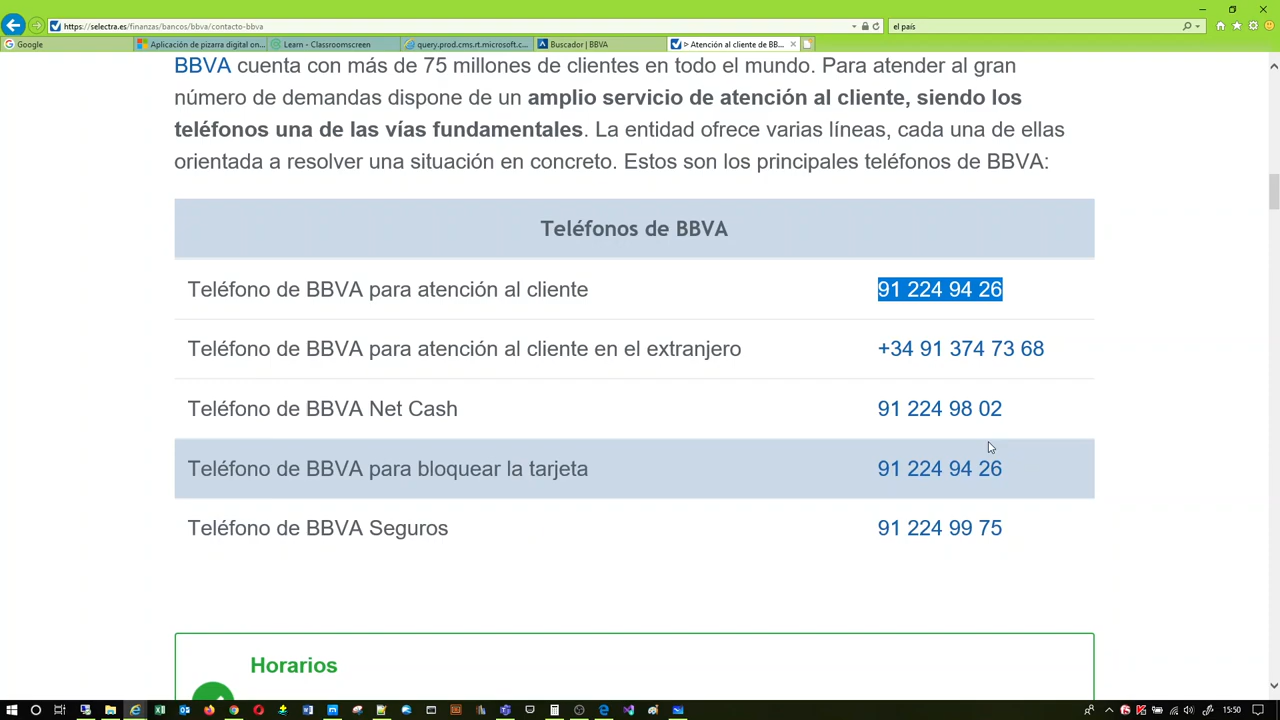 https://selectra.es/finanzas/bancos/bbva/contacto-bbva
el país
Google
Aplicación de pizarra digital on...
Learn - Classroomscreen
query.prod.cms.rt.microsoft.c...
Buscador | BBVA
Atención al cliente de BB...
BBVA cuenta con más de 75 millones de clientes en todo el mundo. Para atender al gran
número de demandas dispone de un amplio servicio de atención al cliente, siendo los
teléfonos una de las vías fundamentales. La entidad ofrece varias líneas, cada una de ellas
orientada a resolver una situación en concreto. Estos son los principales teléfonos de BBVA:
Teléfonos de BBVA
Teléfono de BBVA para atención al cliente 91 224 94 26
Teléfono de BBVA para atención al cliente en el extranjero +34 91 374 73 68
Teléfono de BBVA Net Cash 91 224 98 02
Teléfono de BBVA para bloquear la tarjeta 91 224 94 26
Teléfono de BBVA Seguros 91 224 99 75
Horarios
15:50